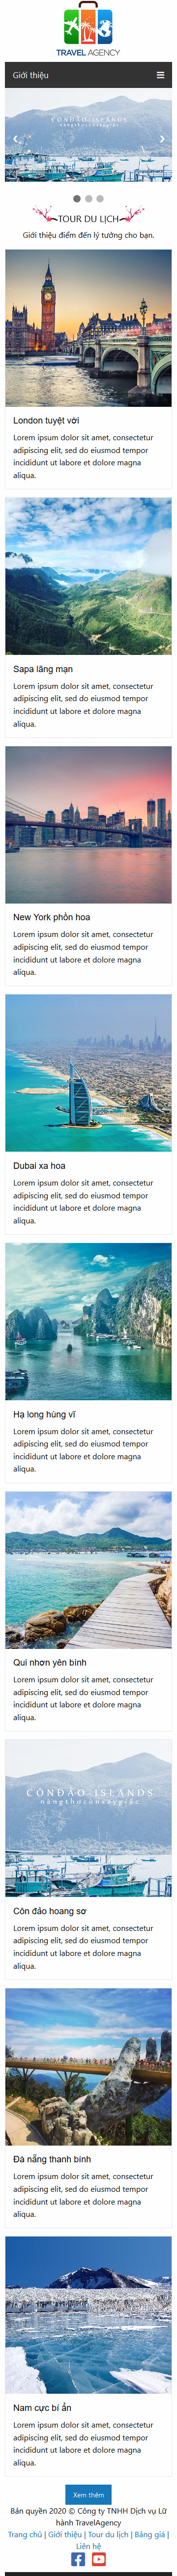 TRAVEL AGENCY
Giới thiệu
CÔNĐẢO ISLANDS
nàngthơcònsaygiấc
TOUR DU LỊCH
Giới thiệu điểm đến lý tưởng cho bạn.
London tuyệt vời
Lorem ipsum dolor sit amet, consectetur
adipiscing elit, sed do eiusmod tempor
incididunt ut labore et dolore magna
aliqua.
Sapa lãng mạn
Lorem ipsum dolor sit amet, consectetur
adipiscing elit, sed do eiusmod tempor
incididunt ut labore et dolore magna
aliqua.
New York phồn hoa
Lorem ipsum dolor sit amet, consectetur
adipiscing elit, sed do eiusmod tempor
incididunt ut labore et dolore magna
aliqua.
Dubai xa hoa
Lorem ipsum dolor sit amet, consectetur
adipiscing elit, sed do eiusmod tempor
incididunt ut labore et dolore magna
aliqua.
Hạ long hùng vĩ
Lorem ipsum dolor sit amet, consectetur
adipiscing elit, sed do eiusmod tempor
incididunt ut labore et dolore magna
aliqua.
Qui nhơn yên bình
Lorem ipsum dolor sit amet, consectetur
adipiscing elit, sed do eiusmod tempor
incididunt ut labore et dolore magna
aliqua.
CÔNĐẢO ISLANDS
nàngthơcònsaygiấc
Côn đảo hoang sơ
Lorem ipsum dolor sit amet, consectetur
adipiscing elit, sed do eiusmod tempor
incididunt ut labore et dolore magna
aliqua.
Đà nẵng thanh bình
Lorem ipsum dolor sit amet, consectetur
adipiscing elit, sed do eiusmod tempor
incididunt ut labore et dolore magna
aliqua.
Nam cực bí ẩn
Lorem ipsum dolor sit amet, consectetur
adipiscing elit, sed do eiusmod tempor
incididunt ut labore et dolore magna
aliqua.
Xem thêm
Bản quyền 2020 © Công ty TNHH Dịch vụ Lữ
hành TravelAgency
Trang chủ | Giới thiệu | Tour du lịch | Bảng giá |
Liên hệ